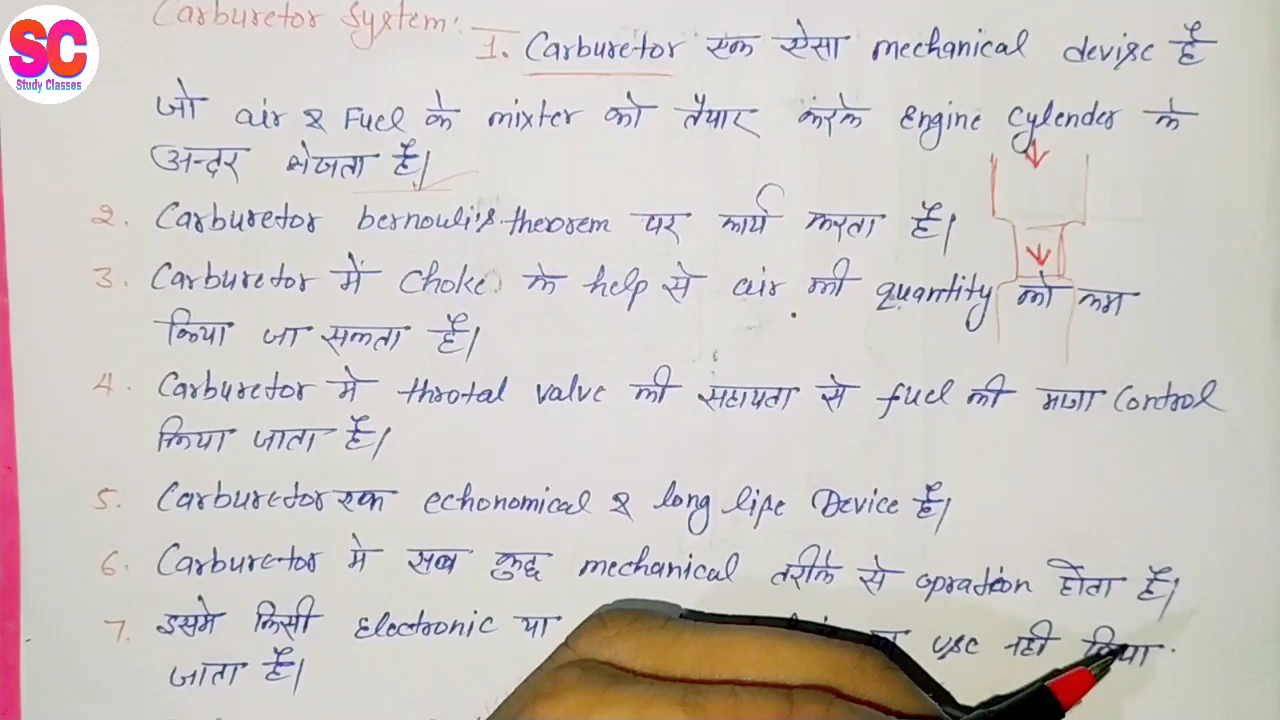 SC
Study Classes
Carburetor System:
1. Carburetor एक ऐसा mechanical devise है
जो air & Fuel के mixter को तैयार करके Engine Cylender के
अन्दर भेजता है।
2. Carburetor bernouli's theorem पर कार्य करता है।
3. Carburetor में Choke के help से air की quantity को कम
किया जा सकता है।
4. Carburetor मे throtal valve की सहायता से fuel की Control
किया जाता है।
5. Carburetor एक echonomical & long lipe Device है।
6. Carburetor मे सब कुछ mechanical तरीके से opration होता है।
7. इसमे किसी Electronic या use नही किया
जाता है।